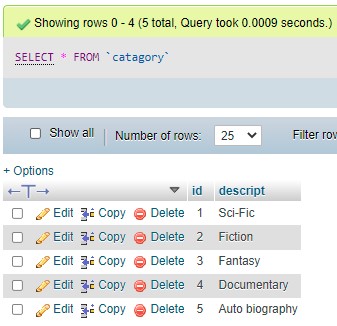 Showing rows 0 - 4 (5 total, Query took 0.0009 seconds.)
SELECT * FROM `catagory`
Show all Number of rows: 25 Filter row
+ Options
←T→ id descript
Edit Copy Delete 1 Sci-Fic
Edit Copy Delete 2 Fiction
Edit Copy Delete 3 Fantasy
Edit Copy Delete 4 Documentary
Edit Copy Delete 5 Auto biography